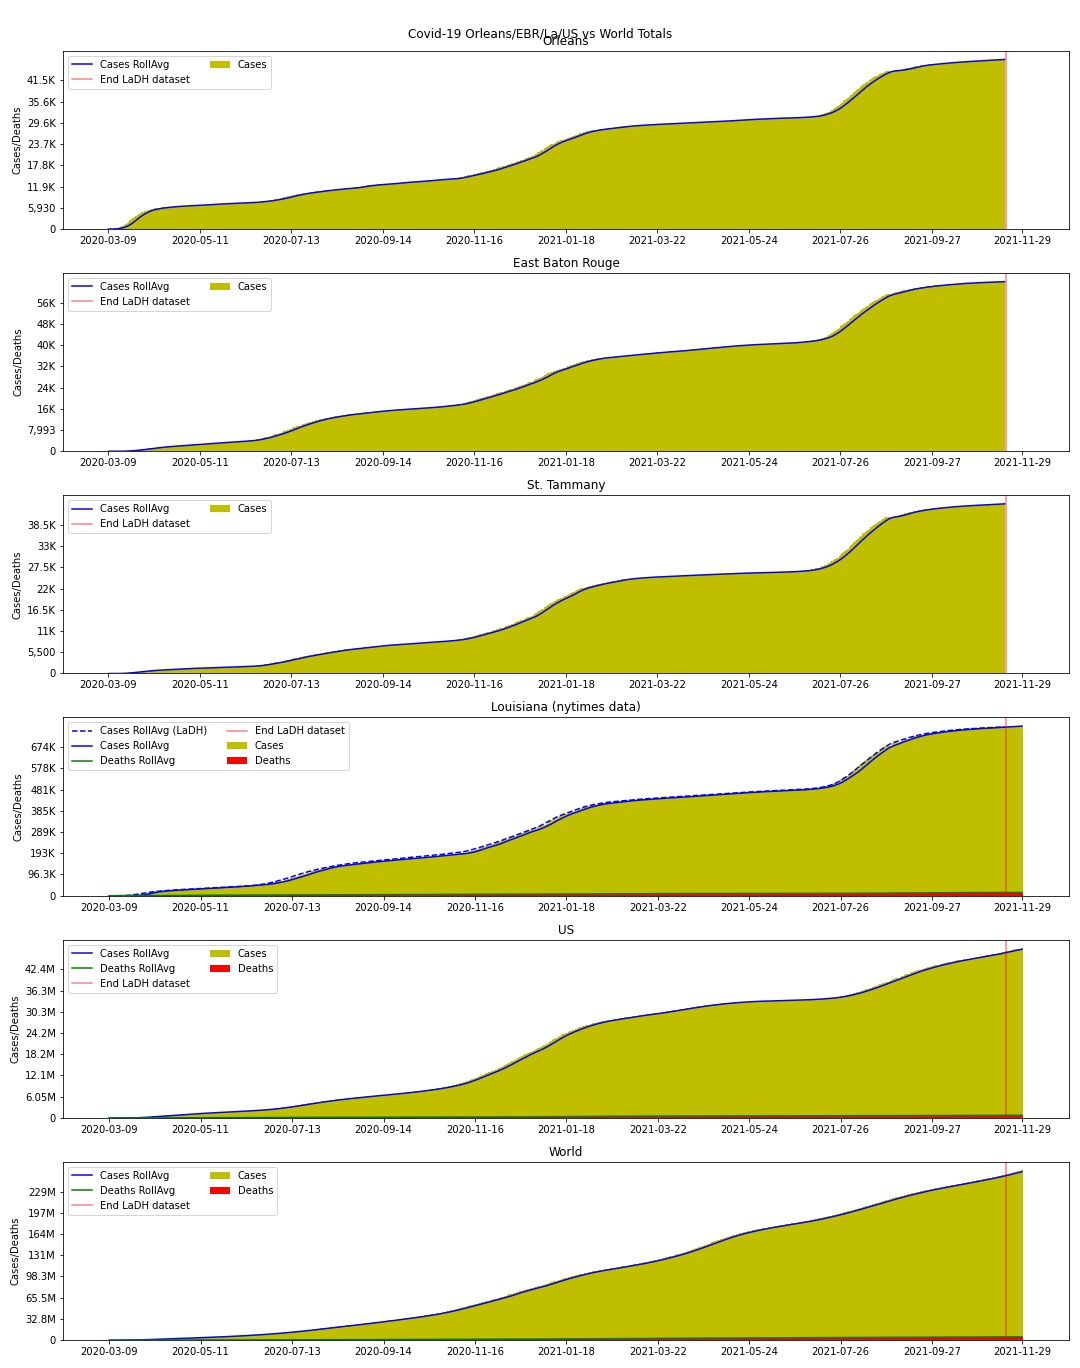 Covid-19 Orleans/EBR/La/US vs World Totals
Orleans
Cases RollAvg
Cases
End LaDH dataset
Cases/Deaths
41.5K
35.6K
29.6K
23.7K
17.8K
11.9K
5,930
0
2020-03-09 2020-05-11 2020-07-13 2020-09-14 2020-11-16 2021-01-18 2021-03-22 2021-05-24 2021-07-26 2021-09-27 2021-11-29
East Baton Rouge
Cases RollAvg
Cases
End LaDH dataset
Cases/Deaths
56K
48K
40K
32K
24K
16K
7,993
0
2020-03-09 2020-05-11 2020-07-13 2020-09-14 2020-11-16 2021-01-18 2021-03-22 2021-05-24 2021-07-26 2021-09-27 2021-11-29
St. Tammany
Cases RollAvg
Cases
End LaDH dataset
Cases/Deaths
38.5K
33K
27.5K
22K
16.5K
11K
5,500
0
2020-03-09 2020-05-11 2020-07-13 2020-09-14 2020-11-16 2021-01-18 2021-03-22 2021-05-24 2021-07-26 2021-09-27 2021-11-29
Louisiana (nytimes data)
Cases RollAvg (LaDH)
End LaDH dataset
Cases RollAvg
Cases
Deaths RollAvg
Deaths
Cases/Deaths
674K
578K
481K
385K
289K
193K
96.3K
0
2020-03-09 2020-05-11 2020-07-13 2020-09-14 2020-11-16 2021-01-18 2021-03-22 2021-05-24 2021-07-26 2021-09-27 2021-11-29
US
Cases RollAvg
Cases
Deaths RollAvg
Deaths
End LaDH dataset
Cases/Deaths
42.4M
36.3M
30.3M
24.2M
18.2M
12.1M
6.05M
0
2020-03-09 2020-05-11 2020-07-13 2020-09-14 2020-11-16 2021-01-18 2021-03-22 2021-05-24 2021-07-26 2021-09-27 2021-11-29
World
Cases RollAvg
Cases
Deaths RollAvg
Deaths
End LaDH dataset
Cases/Deaths
229M
197M
164M
131M
98.3M
65.5M
32.8M
0
2020-03-09 2020-05-11 2020-07-13 2020-09-14 2020-11-16 2021-01-18 2021-03-22 2021-05-24 2021-07-26 2021-09-27 2021-11-29